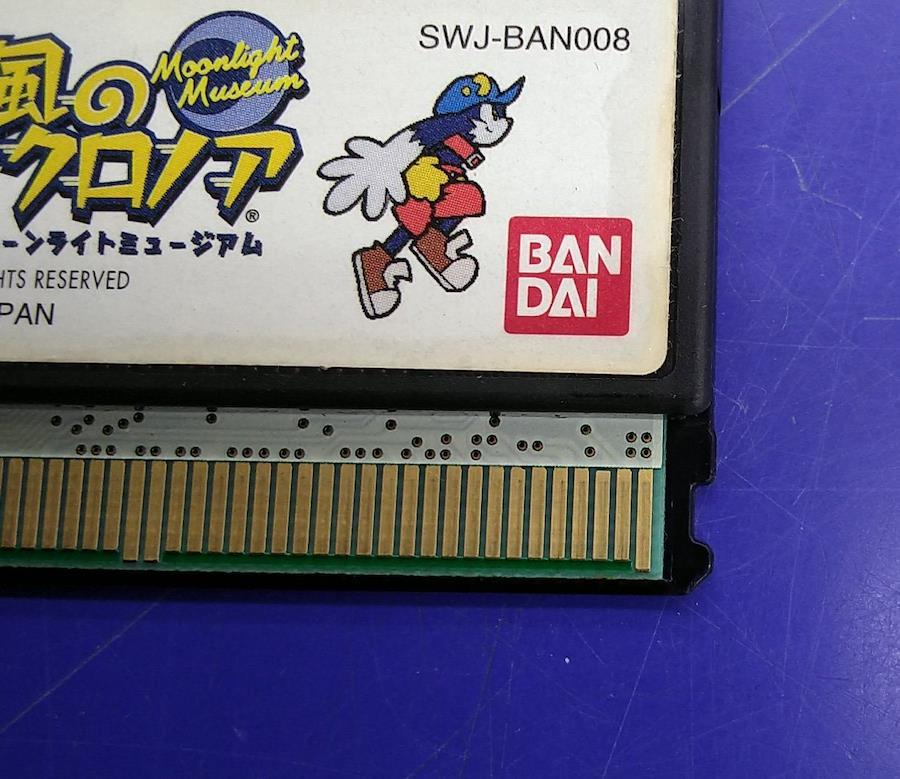 SWJ-BAN008
Moonlight
Museum
風の
クロノア
®
ーンライトミュージアム
HTS RESERVED
PAN
BAN
DAI